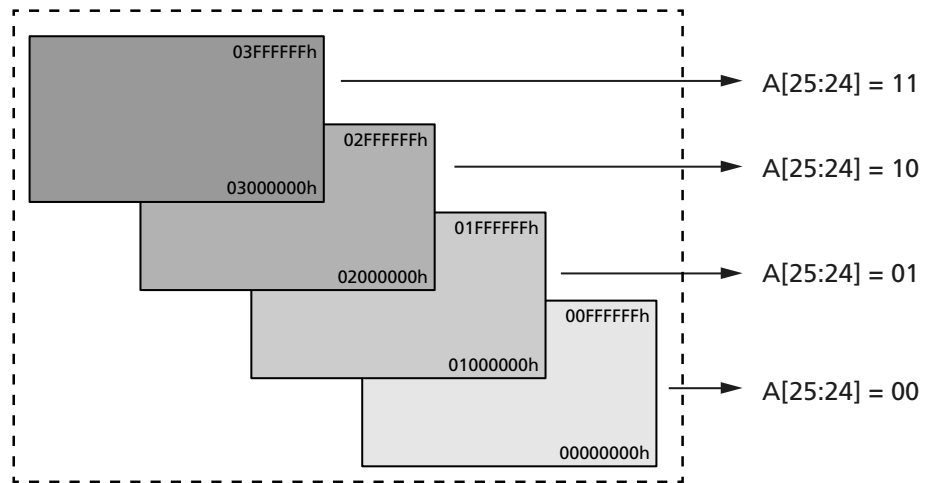 03FFFFFFh
A[25:24] = 11
02FFFFFFh
A[25:24] = 10
03000000h
01FFFFFFh
A[25:24] = 01
02000000h
00FFFFFFh
01000000h
A[25:24] = 00
00000000h